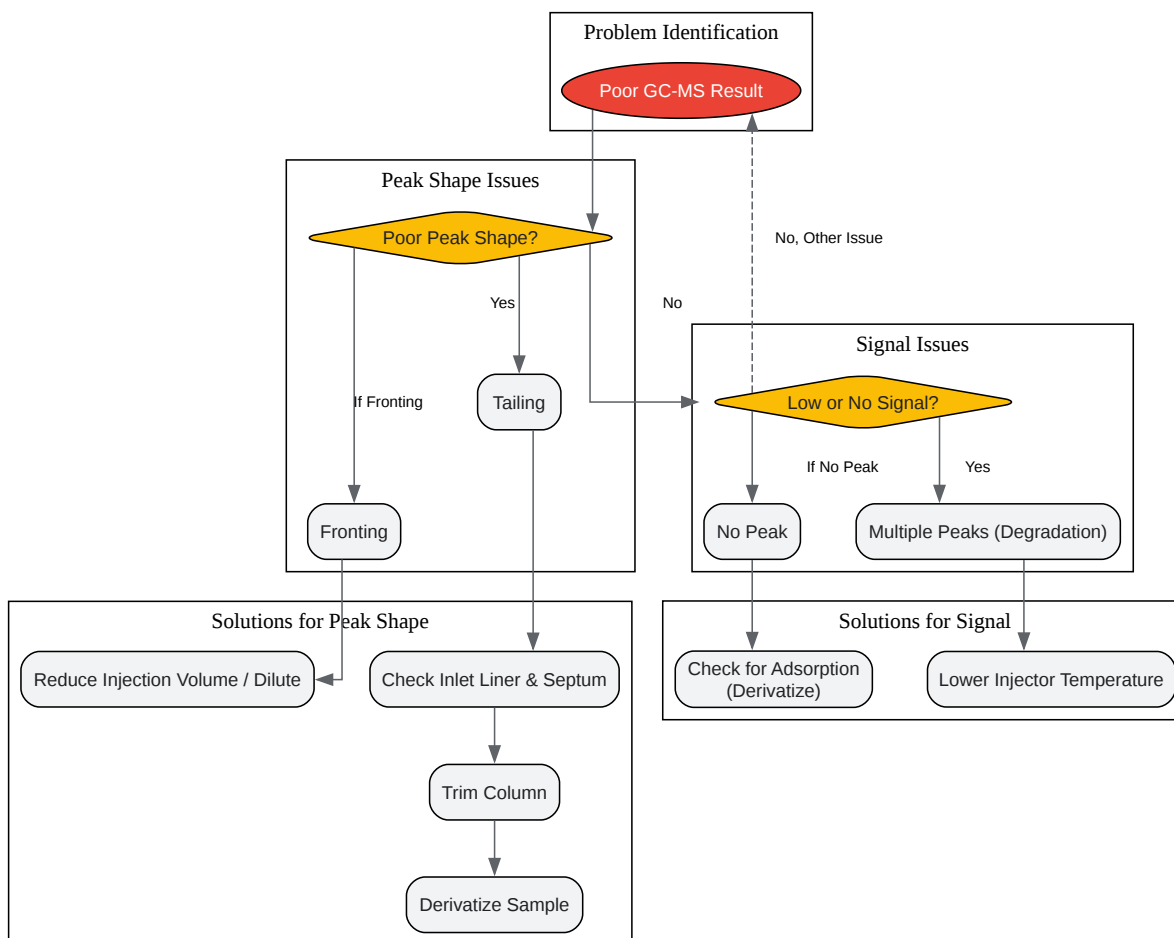 Problem Identification
Poor GC-MS Result
Peak Shape Issues
Poor Peak Shape?
No, Other Issue
Yes
No
Signal Issues
If Fronting
Tailing
Low or No Signal?
If No Peak
Yes
Fronting
No Peak
Multiple Peaks (Degradation)
Solutions for Peak Shape
Solutions for Signal
Reduce Injection Volume / Dilute
Check Inlet Liner & Septum
Check for Adsorption
(Derivatize)
Lower Injector Temperature
Trim Column
Derivatize Sample